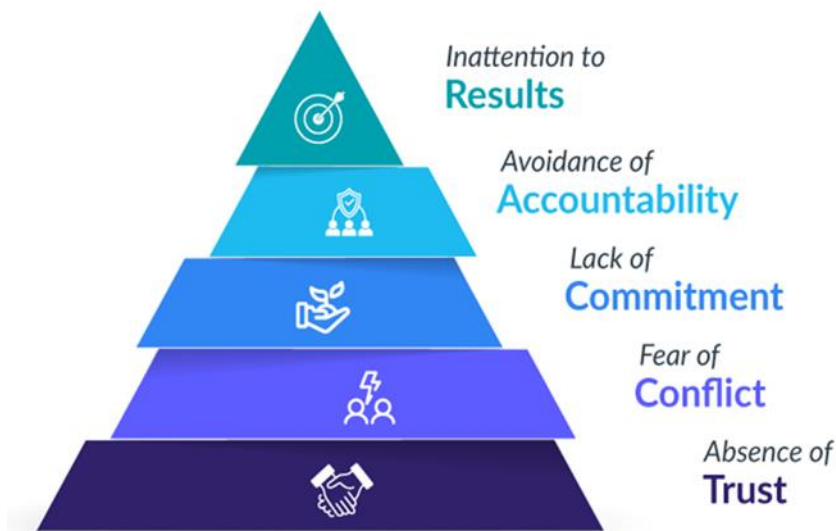 Inattention to
Results
Avoidance of
Accountability
Lack of
Commitment
Fear of
Conflict
Absence of
Trust